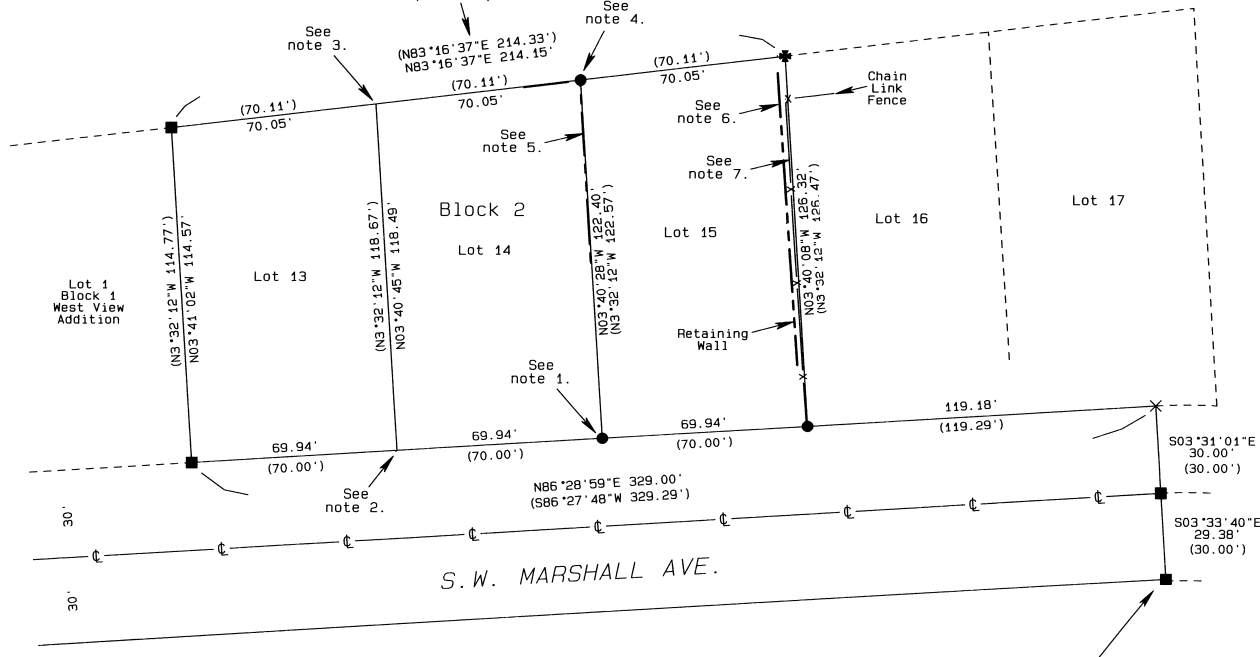 See
note 4.
See
note 3.
(N83°16'37"E 214.33')
N83°16'37"E 214.15'
(70.11')
70.05'
(70.11')
70.05'
(70.11')
70.05'
Chain
Link
Fence
See
note 6.
See
note 5.
See
note 7.
Block 2
Lot 13
Lot 14
Lot 15
Lot 16
Lot 17
Lot 1
Block 1
West View
Addition
(N3°32'12"W 114.77')
N03°41'02"W 114.57'
(N3°32'12"W 118.67')
N03°40'45"W 118.49'
N03°40'28"W 122.40'
(N3°32'12"W 122.57')
N03°40'08"W 126.32'
(N3°32'12"W 126.47')
Retaining
Wall
See
note 1.
69.94'
(70.00')
69.94'
(70.00')
69.94'
(70.00')
119.18'
(119.29')
See
note 2.
N86°28'59"E 329.00'
(S86°27'48"W 329.29')
S03°31'01"E
30.00'
(30.00')
S03°33'40"E
29.38'
(30.00')
30'
30'
S.W. MARSHALL AVE.